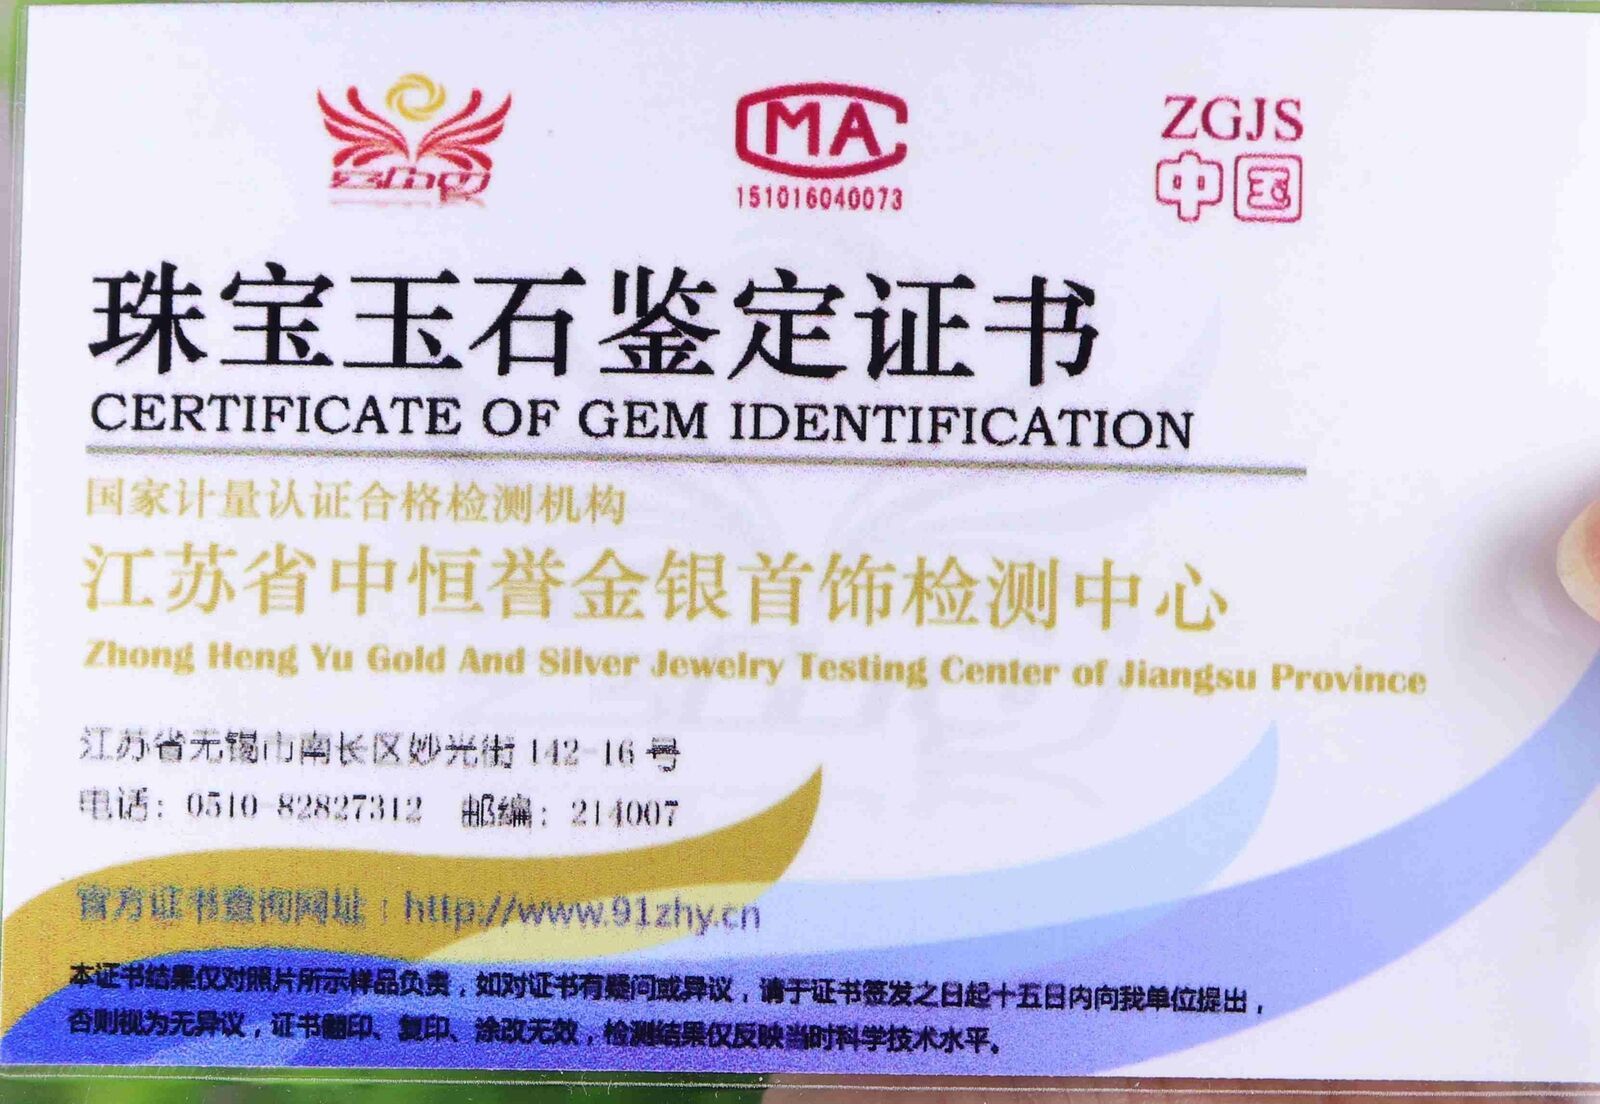 CMA
151016040073
ZGJS
中国
珠宝玉石鉴定证书
CERTIFICATE OF GEM IDENTIFICATION
国家计量认证合格检测机构
江苏省中恒誉金银首饰检测中心
Zhong Heng Yu Gold And Silver Jewelry Testing Center of Jiangsu Province
江苏省无锡市南长区妙光街 142-16 号
电话：0510-82827312 邮编：214007
官方证书查询网址：http://www.91zhy.cn
本证书结果仅对照片所示样品负责，如对证书有疑问或异议，请于证书签发之日起十五日内向我单位提出，
否则视为无异议，证书翻印、复印、涂改无效，检测结果仅反映当时科学技术水平。